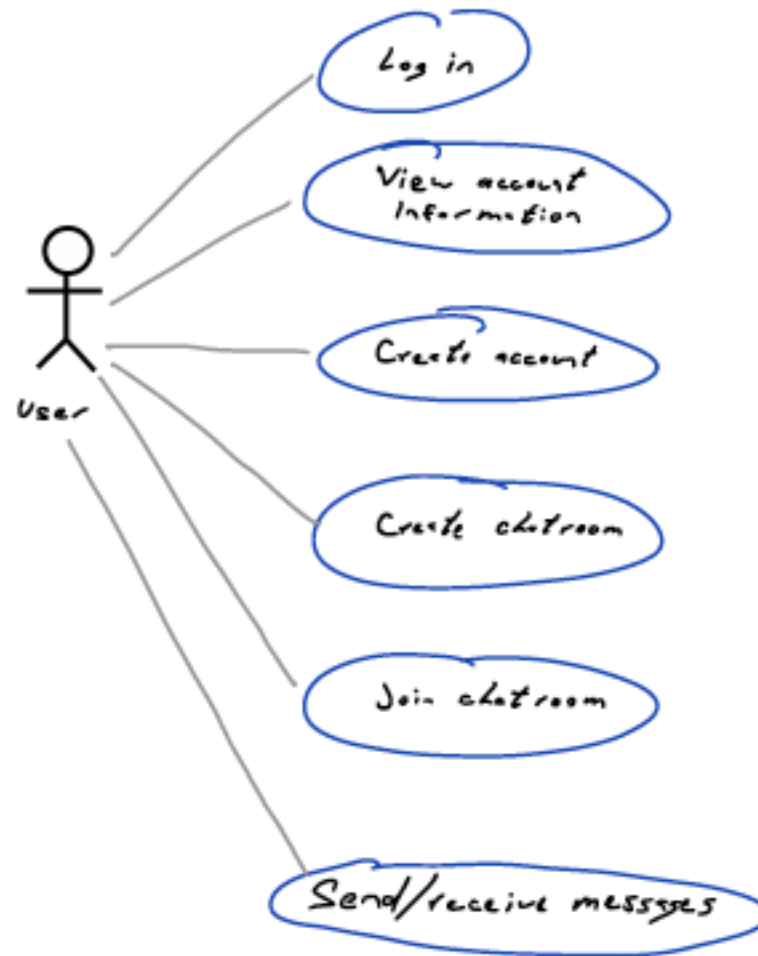 Log in
View account
Information
Create account
User
Create chatroom
Join chatroom
Send/receive messages